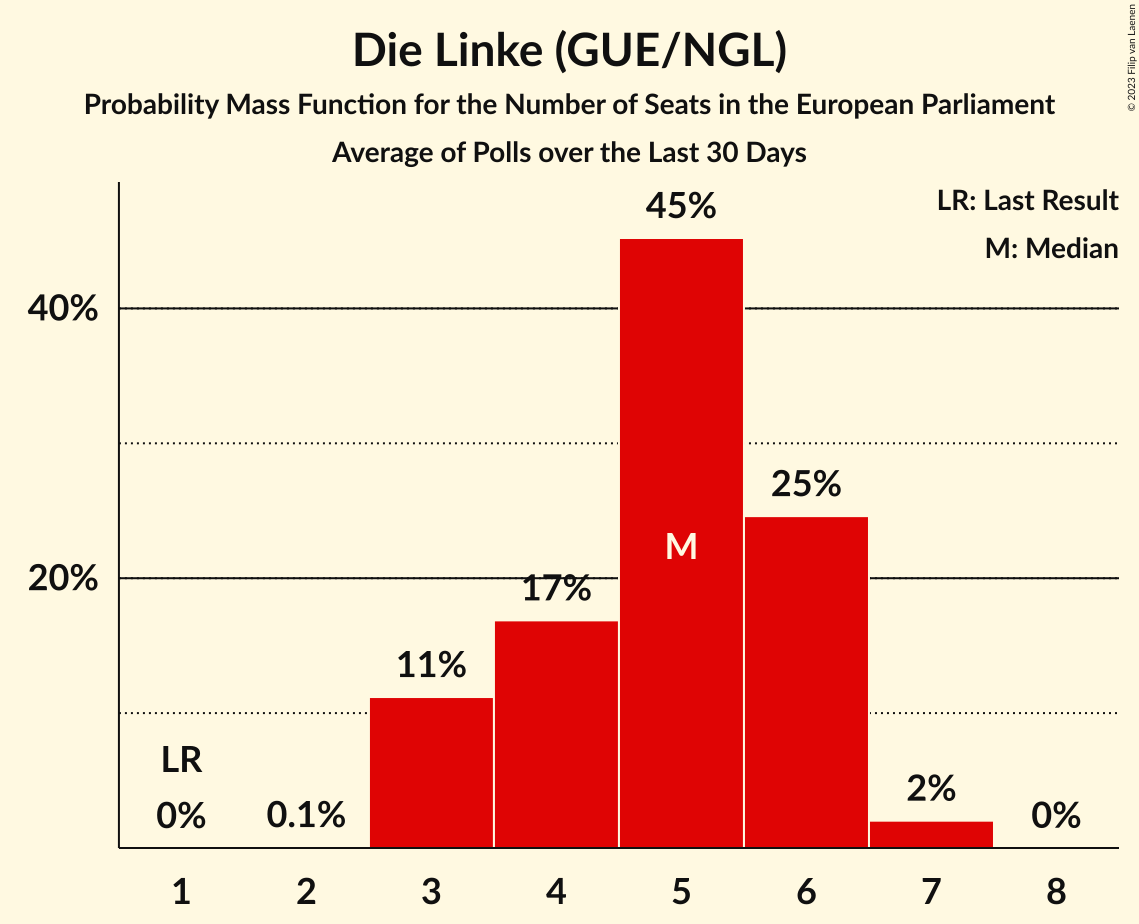 Die Linke (GUE/NGL)
Probability Mass Function for the Number of Seats in the European Parliament
Average of Polls over the Last 30 Days
© 2023 Filip van Laenen
LR: Last Result
M: Median
45%
40%
25%
M
20%
17%
11%
LR
0%
0.1%
2%
0%
1 2 3 4 5 6 7 8